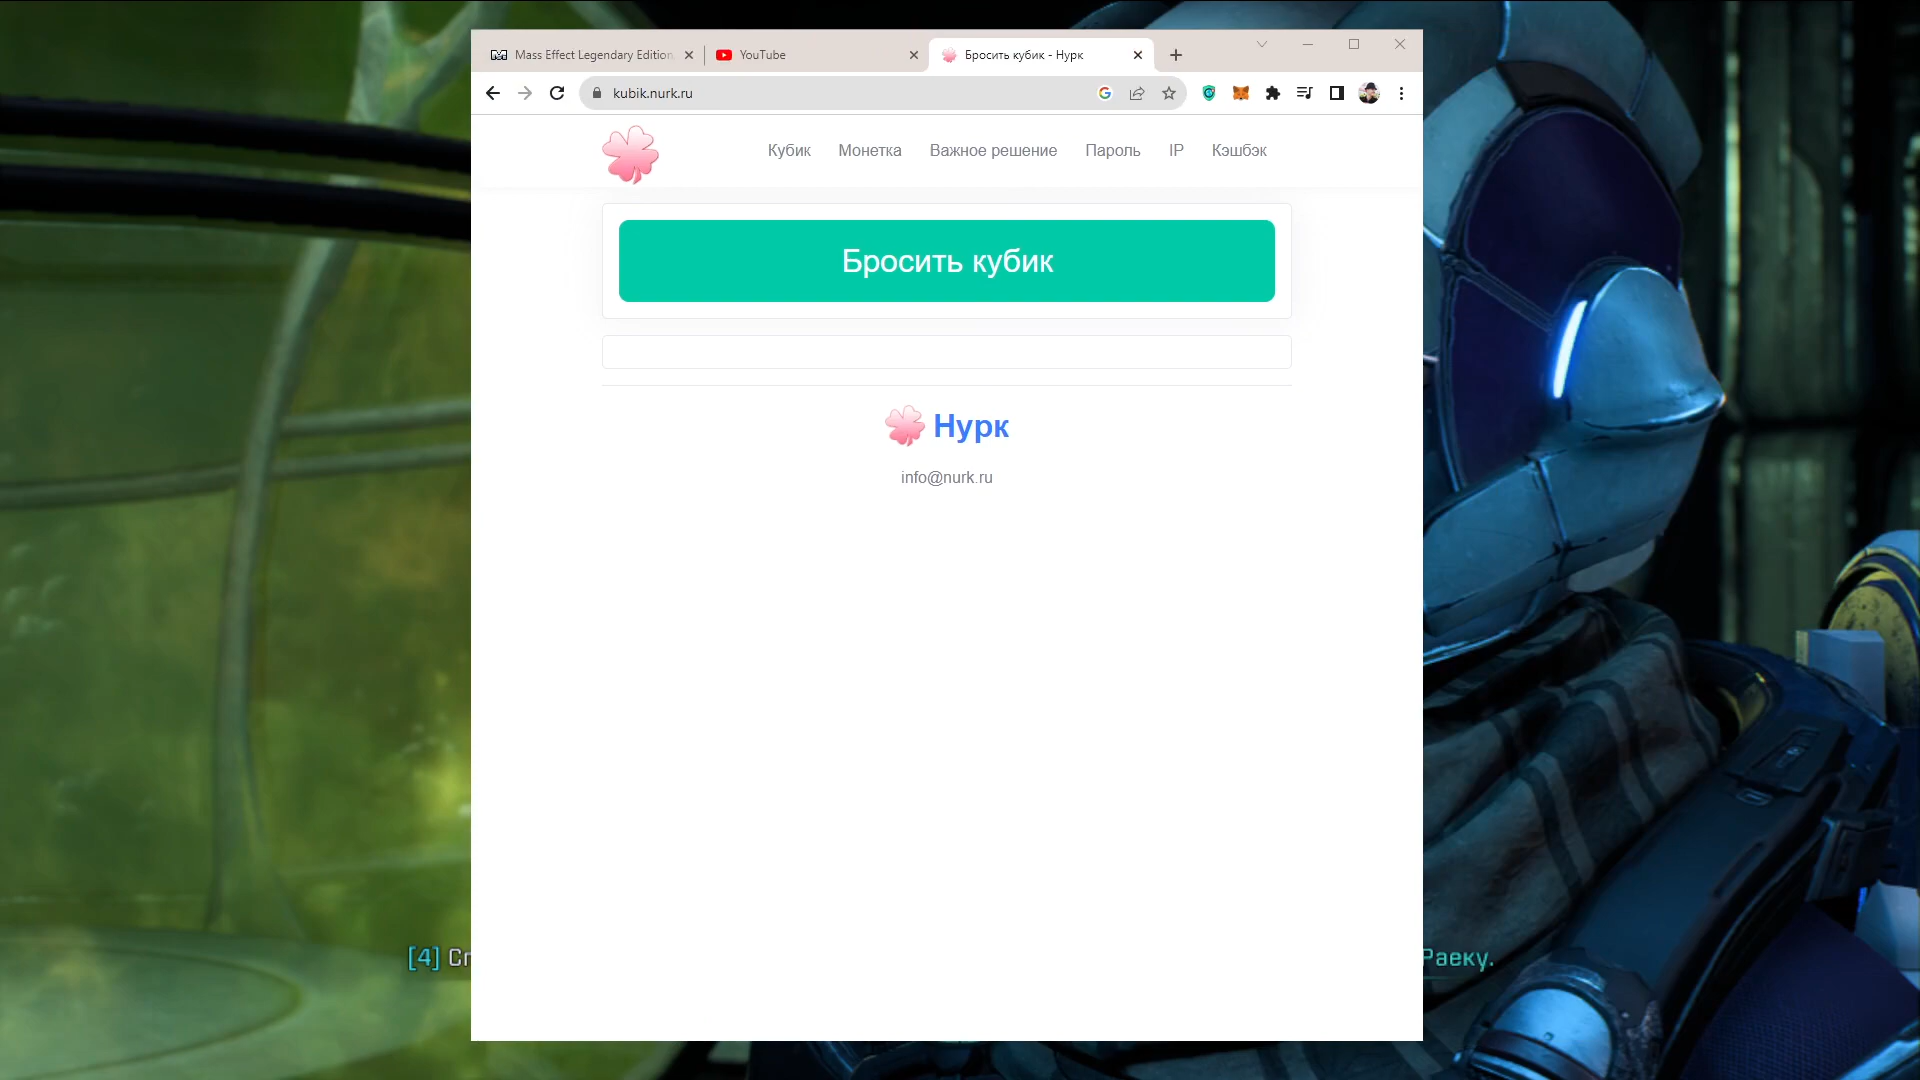 Mass Effect Legendary Edition,
YouTube
Бросить кубик - Нурк
kubik.nurk.ru
Кубик
Монетка
Важное решение
Пароль
IP
Кэшбэк
Бросить кубик
Нурк
info@nurk.ru
[4] Сп
Раеку.